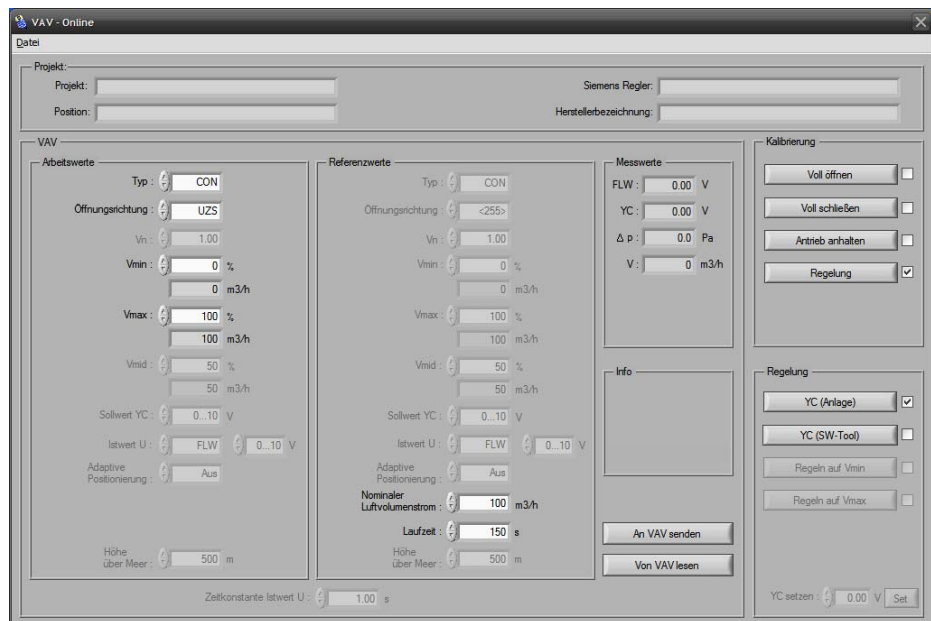 VAV - Online
Datei
Projekt:
Projekt:
Siemens Regler:
Position:
Herstellerbezeichnung:
VAV
Arbeitswerte
Typ : CON
Öffnungsrichtung : UZS
Vn : 1.00
Vmin : 0 %
0 m3/h
Vmax : 100 %
100 m3/h
Vmid : 50 %
50 m3/h
Sollwert YC : 0...10 V
Istwert U : FLW 0...10 V
Adaptive
Positionierung : Aus
Höhe
über Meer : 500 m
Referenzwerte
Typ : CON
Öffnungsrichtung : <255>
Vn : 1.00
Vmin : 0 %
0 m3/h
Vmax : 100 %
100 m3/h
Vmid : 50 %
50 m3/h
Sollwert YC : 0...10 V
Istwert U : FLW 0...10 V
Adaptive
Positionierung : Aus
Nominaler
Luftvolumenstrom : 100 m3/h
Laufzeit : 150 s
Höhe
über Meer : 500 m
Zeitkonstante Istwert U : 1.00 s
Messwerte
FLW : 0.00 V
YC : 0.00 V
Δ p : 0.0 Pa
V : 0 m3/h
Info
An VAV senden
Von VAV lesen
Kalibrierung
Voll öffnen
Voll schließen
Antrieb anhalten
Regelung
Regelung
YC (Anlage)
YC (SW-Tool)
Regeln auf Vmin
Regeln auf Vmax
YC setzen : 0.00 V Set